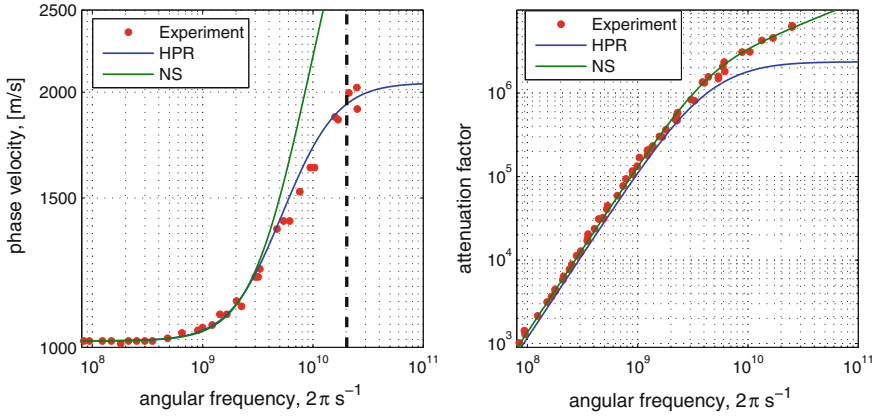 2500
2000
1500
1000
phase velocity, [m/s]
Experiment
HPR
NS
10^8
10^9
10^10
10^11
angular frequency, 2π s^-1
10^6
10^5
10^4
10^3
attenuation factor
Experiment
HPR
NS
10^8
10^9
10^10
10^11
angular frequency, 2π s^-1